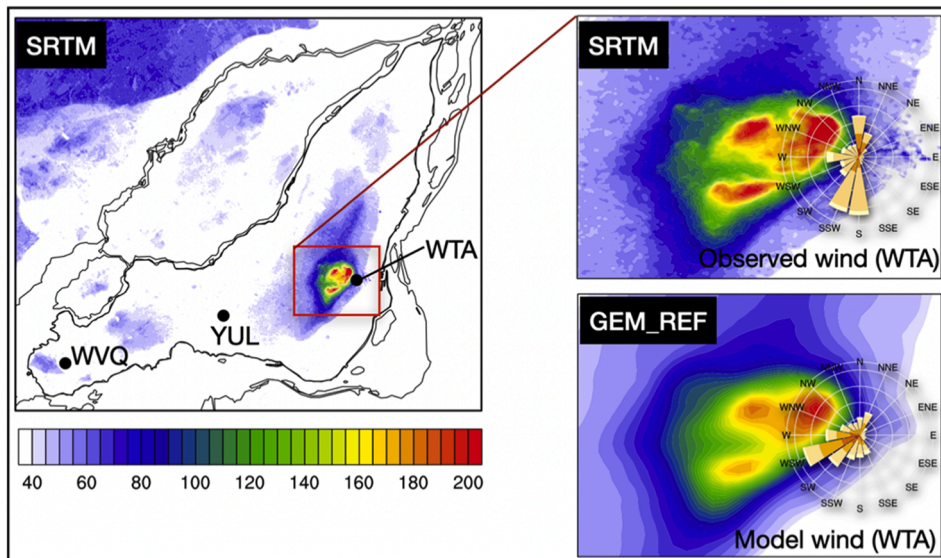 SRTM
WTA
YUL
WVQ
40 60 80 100 120 140 160 180 200
SRTM
N
NNW NNE
NW NE
WNW ENE
W E
WSW ESE
SW SE
SSW SSE
S
Observed wind (WTA)
GEM_REF
N
NNW NNE
NW NE
WNW ENE
W E
WSW ESE
SW SE
SSW SSE
S
Model wind (WTA)